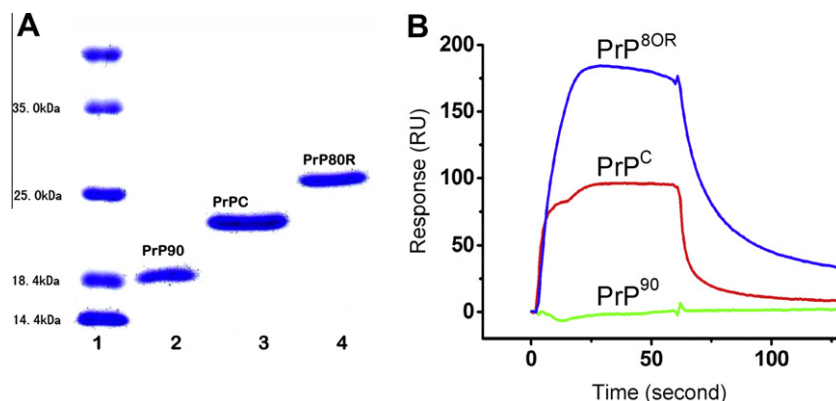 A
35.0kDa
25.0kDa
18.4kDa
14.4kDa
PrP90
PrPC
PrP80R
1 2 3 4
B
Response (RU)
200
150
100
50
0
PrP8OR
PrPC
PrP90
0 50 100
Time (second)